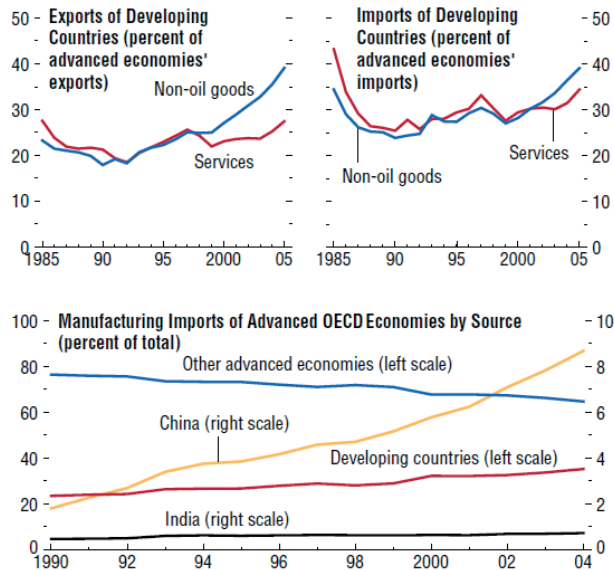 Exports of Developing
Countries (percent of
advanced economies'
exports)
Non-oil goods
Services
50
40
30
20
10
0
1985 90 95 2000 05
Imports of Developing
Countries (percent of
advanced economies'
imports)
Services
Non-oil goods
50
40
30
20
10
0
1985 90 95 2000 05
Manufacturing Imports of Advanced OECD Economies by Source
(percent of total)
Other advanced economies (left scale)
China (right scale)
Developing countries (left scale)
India (right scale)
100
80
60
40
20
0
10
8
6
4
2
0
1990 92 94 96 98 2000 02 04